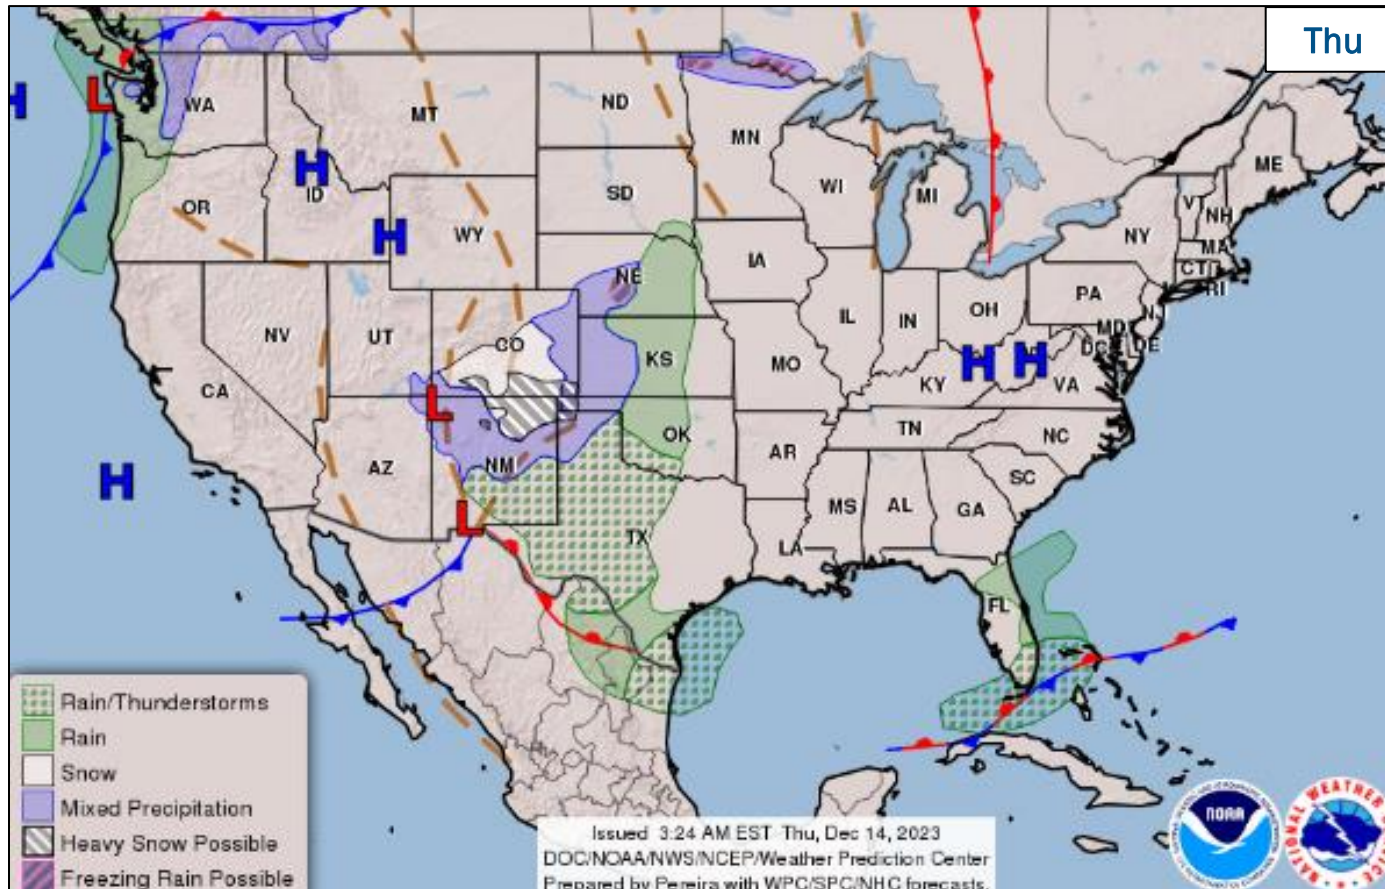 Thu
H
L
WA
MT
ND
MN
ME
H
ID
OR
SD
WI
MI
VT
NH
H
WY
NY
MA
IA
CT
RI
NE
PA
NV
UT
CO
IL
IN
OH
NJ
MD
DE
DC
KS
MO
H
H
KY
VA
CA
L
OK
TN
NC
AZ
NM
AR
SC
H
MS
AL
GA
L
TX
LA
FL
Rain/Thunderstorms
Rain
Snow
Mixed Precipitation
Heavy Snow Possible
Freezing Rain Possible
Issued 3:24 AM EST Thu, Dec 14, 2023
DOC/NOAA/NWS/NCEP/Weather Prediction Center
Prepared by Pereira with WPC/SPC/NHC forecasts.
NOAA
NATIONAL WEATHER